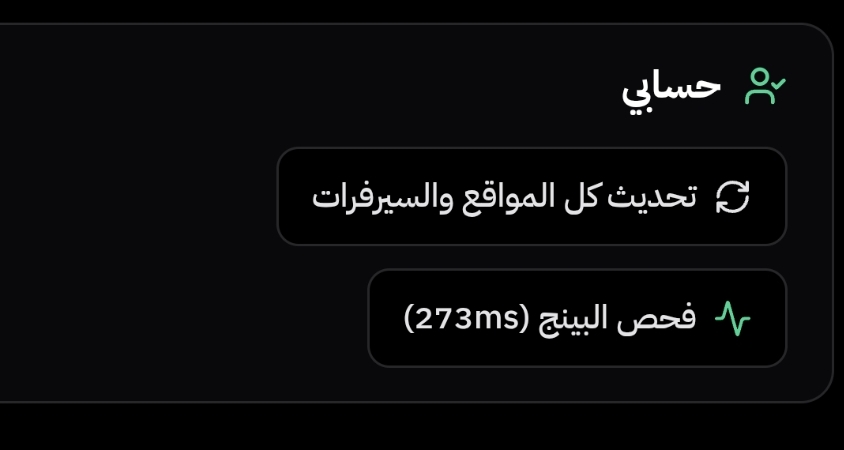 حسابي
تحديث كل المواقع والسيرفرات
فحص البينج (273ms)